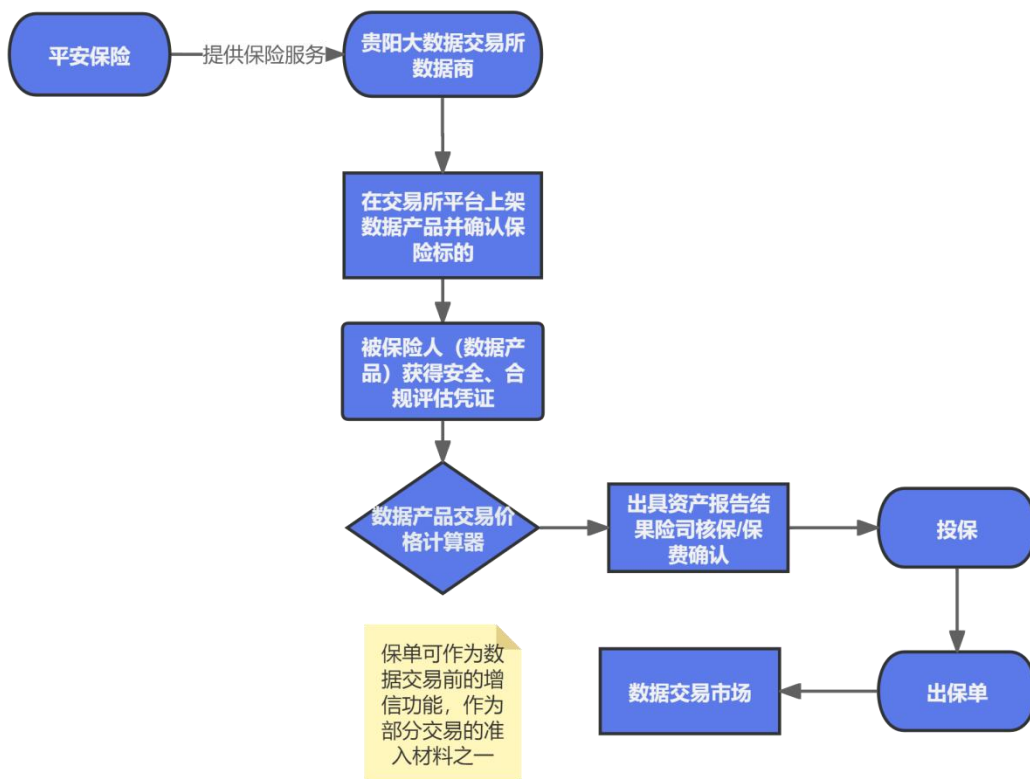 平安保险
提供保险服务
贵阳大数据交易所
数据商
在交易所平台上架
数据产品并确认保
险标的
被保险人（数据产
品）获得安全、合
规评估凭证
数据产品交易价
格计算器
出具资产报告结
果险司核保/保
费确认
投保
出保单
数据交易市场
保单可作为数
据交易前的增
信功能，作为
部分交易的准
入材料之一